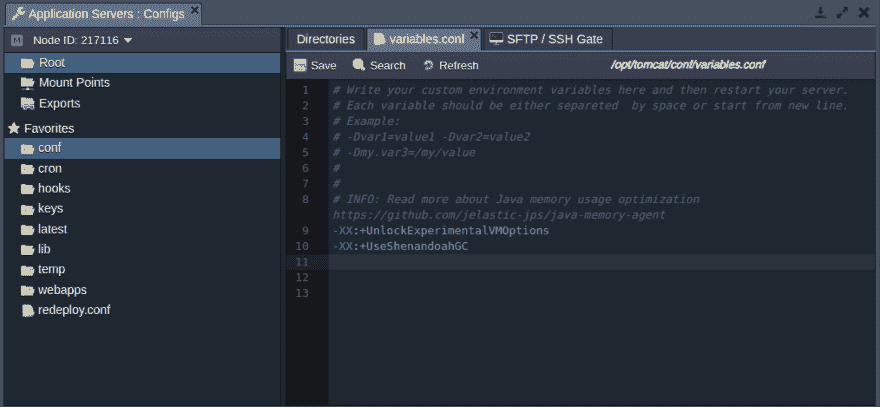 Application Servers : Configs
M Node ID: 217116
Root
Mount Points
Exports
Favorites
conf
cron
hooks
keys
latest
lib
temp
webapps
redeploy.conf
Directories
variables.conl
SFTP / SSH Gate
Save Search Refresh /opt/tomcat/conf/variables.conf
1 # Write your custom environment variables here and then restart your server.
2 # Each variable should be either separeted by space or start from new line.
3 # Example:
4 # -Dvar1=value1 -Dvar2=value2
5 # -Dmy.var3=/my/value
6 #
7 #
8 # INFO: Read more about Java memory usage optimization
https://github.com/jelastic-jps/java-memory-agent
9 -XX:+UnlockExperimentalVMOptions
10 -XX:+UseShenandoahGC
11
12
13